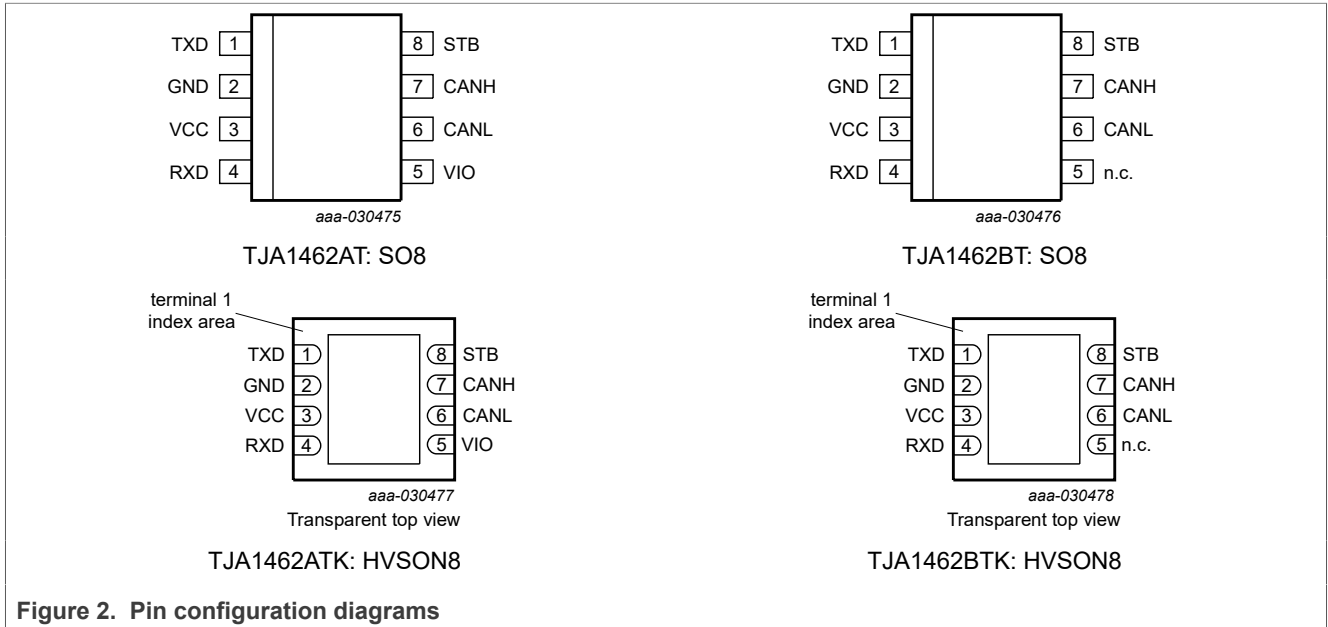 TXD 1 8 STB
GND 2 7 CANH
VCC 3 6 CANL
RXD 4 5 VIO
aaa-030475
TJA1462AT: SO8
TXD 1 8 STB
GND 2 7 CANH
VCC 3 6 CANL
RXD 4 5 n.c.
aaa-030476
TJA1462BT: SO8
terminal 1
index area
TXD 1 8 STB
GND 2 7 CANH
VCC 3 6 CANL
RXD 4 5 VIO
aaa-030477
Transparent top view
TJA1462ATK: HVSON8
terminal 1
index area
TXD 1 8 STB
GND 2 7 CANH
VCC 3 6 CANL
RXD 4 5 n.c.
aaa-030478
Transparent top view
TJA1462BTK: HVSON8
Figure 2. Pin configuration diagrams